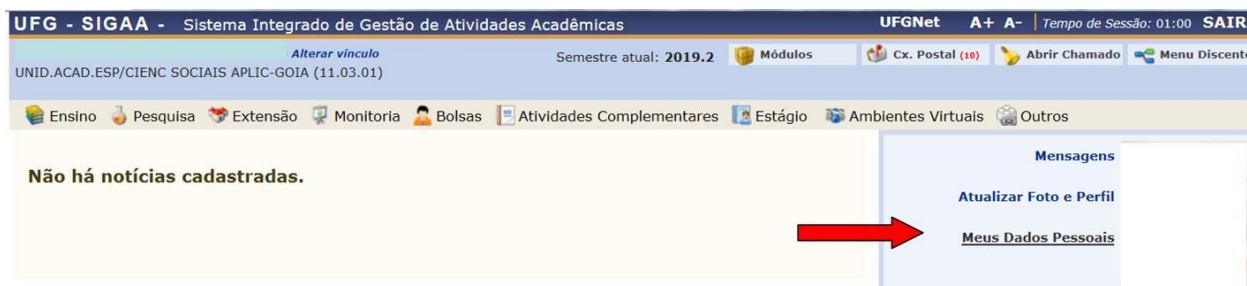 UFG - SIGAA - Sistema Integrado de Gestão de Atividades Acadêmicas UFGNet A+ A- Tempo de Sessão: 01:00 SAIR
Alterar vínculo Semestre atual: 2019.2 Módulos Cx. Postal (10) Abrir Chamado Menu Discente
UNID.ACAD.ESP/CIENC SOCIAIS APLIC-GOIA (11.03.01)
Ensino Pesquisa Extensão Monitoria Bolsas Atividades Complementares Estágio Ambientes Virtuais Outros
Não há notícias cadastradas.
Mensagens
Atualizar Foto e Perfil
Meus Dados Pessoais